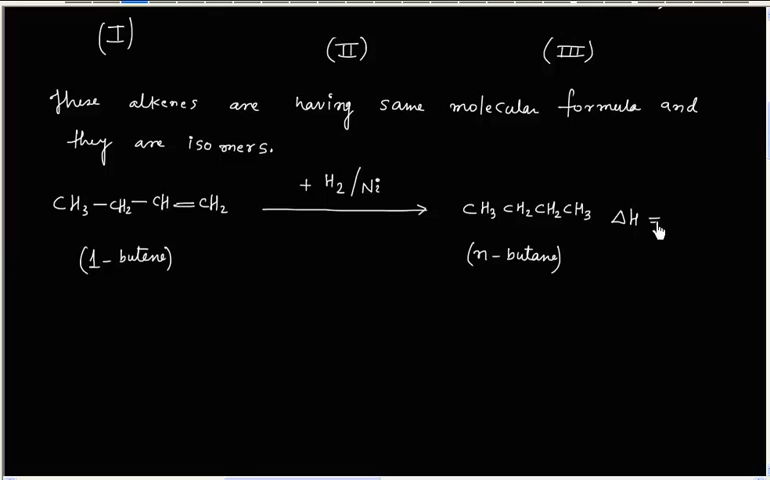 (I) (II) (III)
These alkenes are having same molecular formula and
they are isomers.
+ H2/Ni
CH3-CH2-CH=CH2 CH3 CH2CH2CH3 ΔH =
(1-butene) (n-butane)